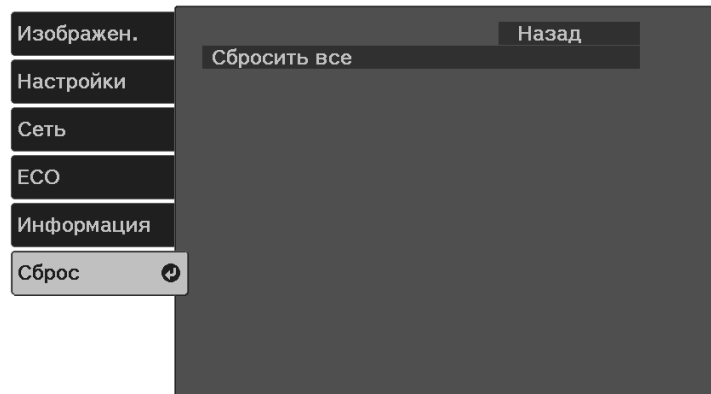 Изображен.
Настройки
Сеть
ECO
Информация
Сброс
Назад
Сбросить все